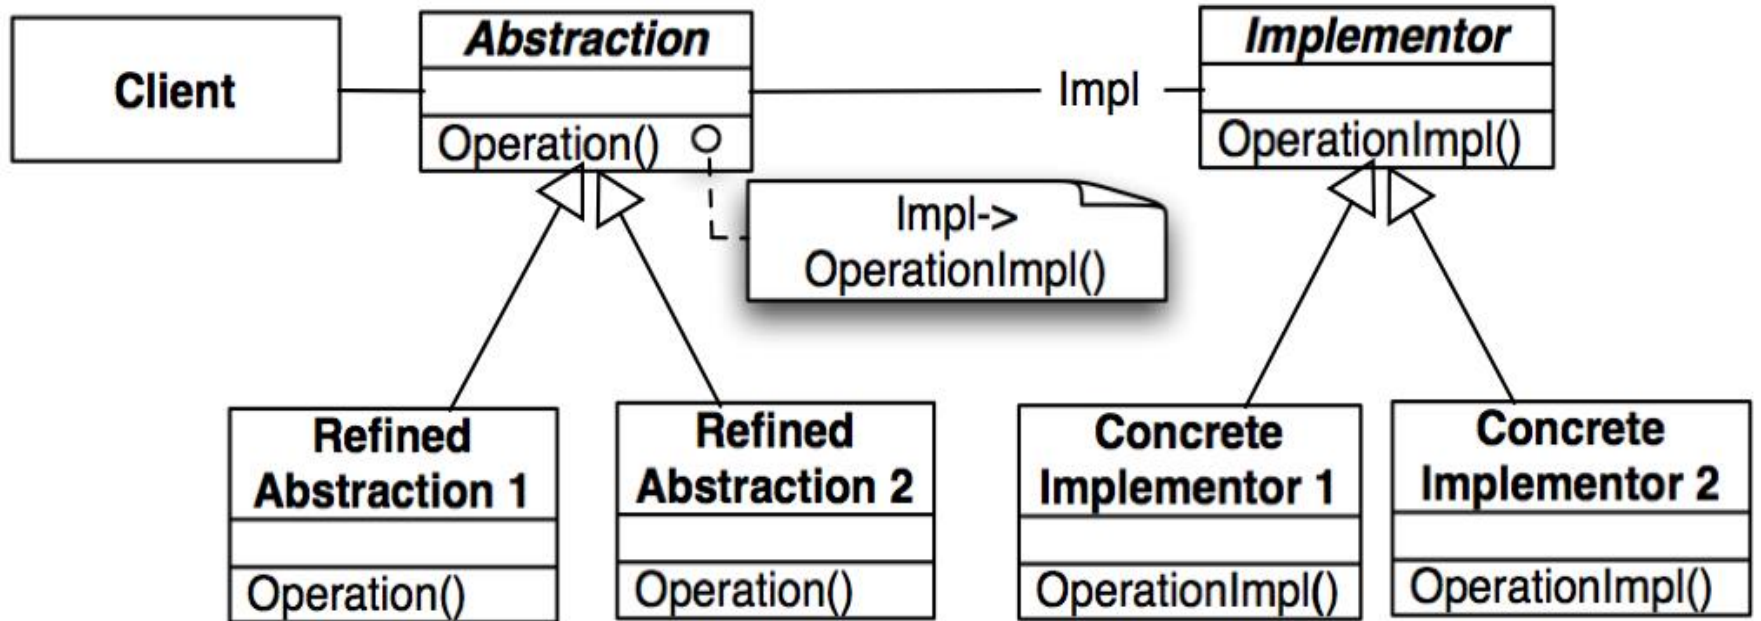 Client
Abstraction
Operation()
Impl
Implementor
OperationImpl()
Impl->
OperationImpl()
Refined
Abstraction 1
Operation()
Refined
Abstraction 2
Operation()
Concrete
Implementor 1
OperationImpl()
Concrete
Implementor 2
OperationImpl()